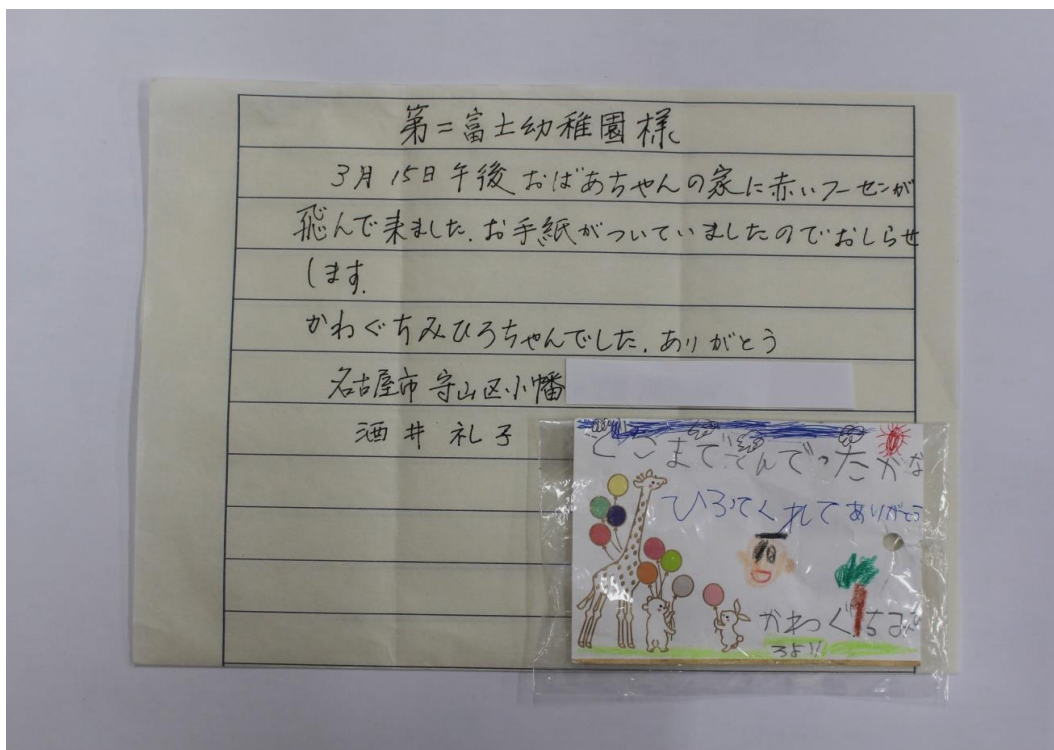 第二富士幼稚園様
3月15日午後おばあちゃんの家に赤いフーセンが
飛んで来ました.お手紙がついていましたのでおしらせ
します.
かわぐちみひろちゃんでした.ありがとう
名古屋市守山区小幡
酒井礼子
どこまでとんでったかな
ひろてくれてありがとう
かわぐちみひ
ろよりり